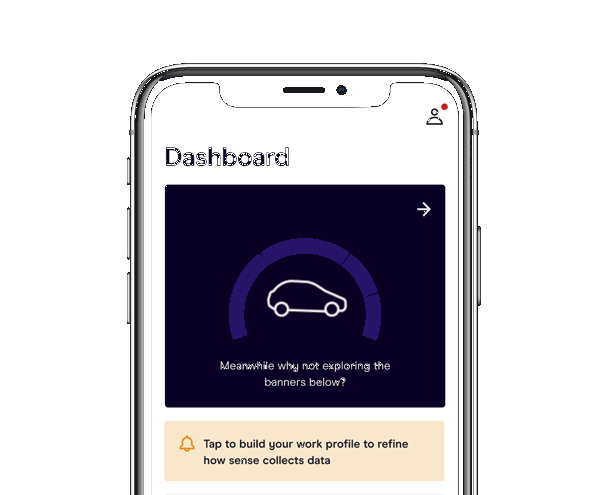 Dashboard
Meanwhile why not exploring the
banners below?
Tap to build your work profile to refine
how sense collects data